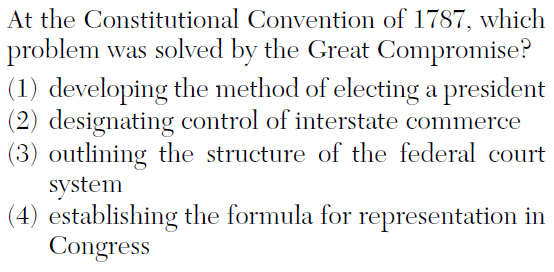 At the Constitutional Convention of 1787, which
problem was solved by the Great Compromise?
(1) developing the method of electing a president
(2) designating control of interstate commerce
(3) outlining the structure of the federal court
system
(4) establishing the formula for representation in
Congress